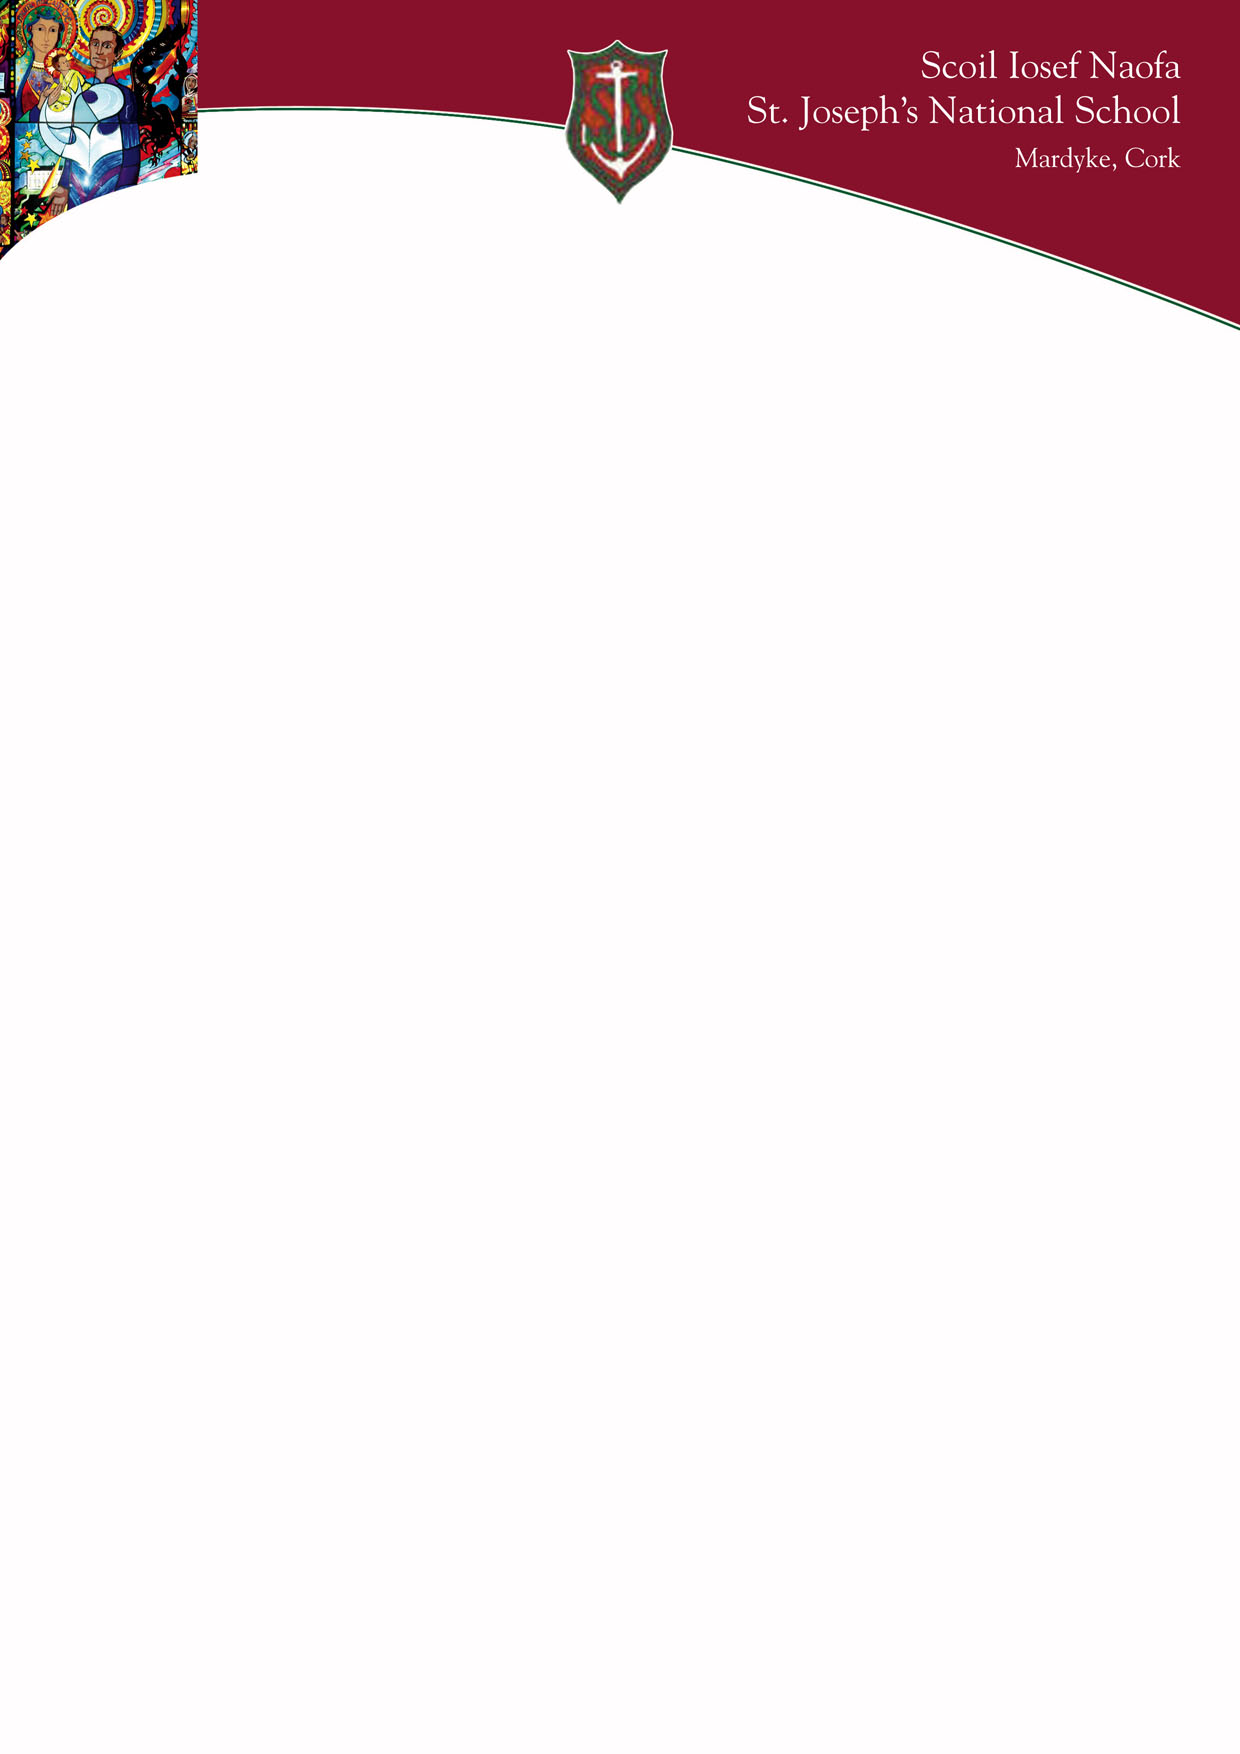 Scoil Iosef Naofa
St. Joseph’s National School
Mardyke, Cork